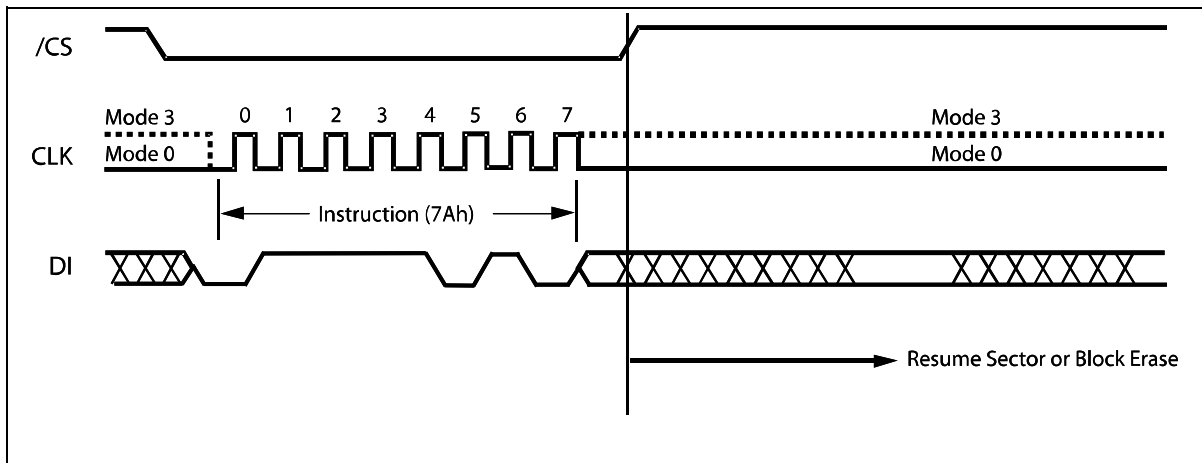 /CS
Mode 3 0 1 2 3 4 5 6 7 Mode 3
CLK Mode 0 Mode 0
Instruction (7Ah)
DI
Resume Sector or Block Erase